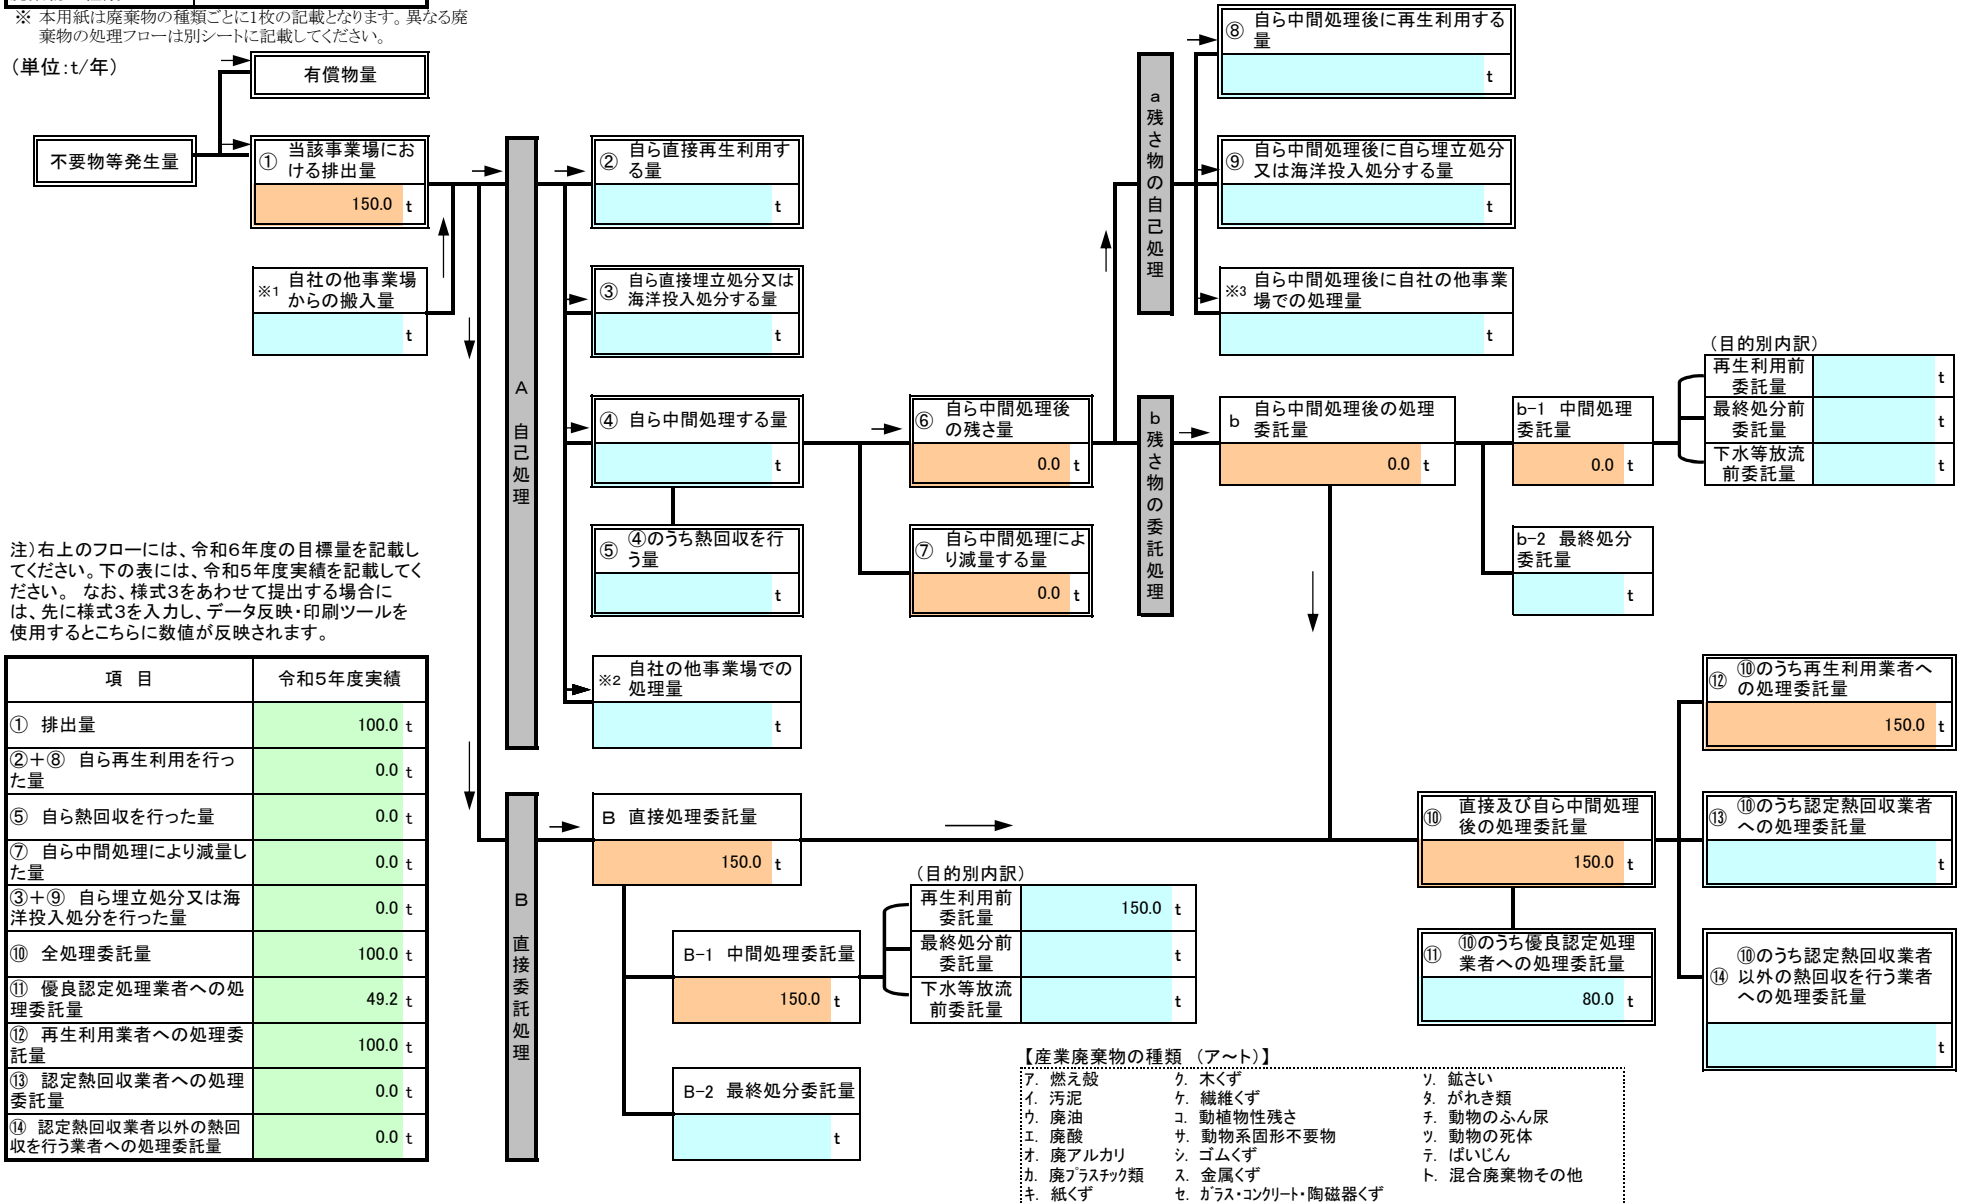 ※ 本用紙は廃棄物の種類ごとに1枚の記載となります。異なる廃
棄物の処理フローは別シートに記載してください。
(単位:t/年)
有償物量
不要物等発生量
① 当該事業場にお
ける排出量
150.0 t
※1 自社の他事業場
からの搬入量
t
A 自己処理
② 自ら直接再生利用す
る量
t
③ 自ら直接埋立処分又は
海洋投入処分する量
t
④ 自ら中間処理する量
t
⑤ ④のうち熱回収を行
う量
t
※2 自社の他事業場での
処理量
t
⑥ 自ら中間処理後
の残さ量
0.0 t
⑦ 自ら中間処理によ
り減量する量
0.0 t
a 残さ物の自己処理
⑧ 自ら中間処理後に再生利用する
量
t
⑨ 自ら中間処理後に自ら埋立処分
又は海洋投入処分する量
t
※3 自ら中間処理後に自社の他事業
場での処理量
t
b 残さ物の委託処理
b 自ら中間処理後の処理
委託量
0.0 t
b-1 中間処理
委託量
0.0 t
b-2 最終処分
委託量
t
(目的別内訳)
再生利用前
委託量
t
最終処分前
委託量
t
下水等放流
前委託量
t
注)右上のフローには、令和6年度の目標量を記載し
てください。下の表には、令和5年度実績を記載してく
ださい。 なお、様式3をあわせて提出する場合に
は、先に様式3を入力し、データ反映・印刷ツールを
使用するとこちらに数値が反映されます。
項 目 令和5年度実績
① 排出量 100.0 t
②+⑧ 自ら再生利用を行っ
た量 0.0 t
⑤ 自ら熱回収を行った量 0.0 t
⑦ 自ら中間処理により減量し
た量 0.0 t
③+⑨ 自ら埋立処分又は海
洋投入処分を行った量 0.0 t
⑩ 全処理委託量 100.0 t
⑪ 優良認定処理業者への処
理委託量 49.2 t
⑫ 再生利用業者への処理委
託量 100.0 t
⑬ 認定熱回収業者への処理
委託量 0.0 t
⑭ 認定熱回収業者以外の熱回
収を行う業者への処理委託量 0.0 t
B 直接委託処理
B 直接処理委託量
150.0 t
B-1 中間処理委託量
150.0 t
B-2 最終処分委託量
t
(目的別内訳)
再生利用前
委託量
150.0 t
最終処分前
委託量
t
下水等放流
前委託量
t
⑩ 直接及び自ら中間処理
後の処理委託量
150.0 t
⑪ ⑩のうち優良認定処理
業者への処理委託量
80.0 t
⑫ ⑩のうち再生利用業者へ
の処理委託量
150.0 t
⑬ ⑩のうち認定熱回収業者
への処理委託量
t
⑭ ⑩のうち認定熱回収業者
以外の熱回収を行う業者
への処理委託量
t
【産業廃棄物の種類 (ア~ト)】
ア. 燃え殻 ク. 木くず ソ. 鉱さい
イ. 汚泥 ケ. 繊維くず タ. がれき類
ウ. 廃油 コ. 動植物性残さ チ. 動物のふん尿
エ. 廃酸 サ. 動物系固形不要物 ツ. 動物の死体
オ. 廃アルカリ シ. ゴムくず テ. ばいじん
カ. 廃プラスチック類 ス. 金属くず ト. 混合廃棄物その他
キ. 紙くず セ. ガラス・コンクリート・陶磁器くず